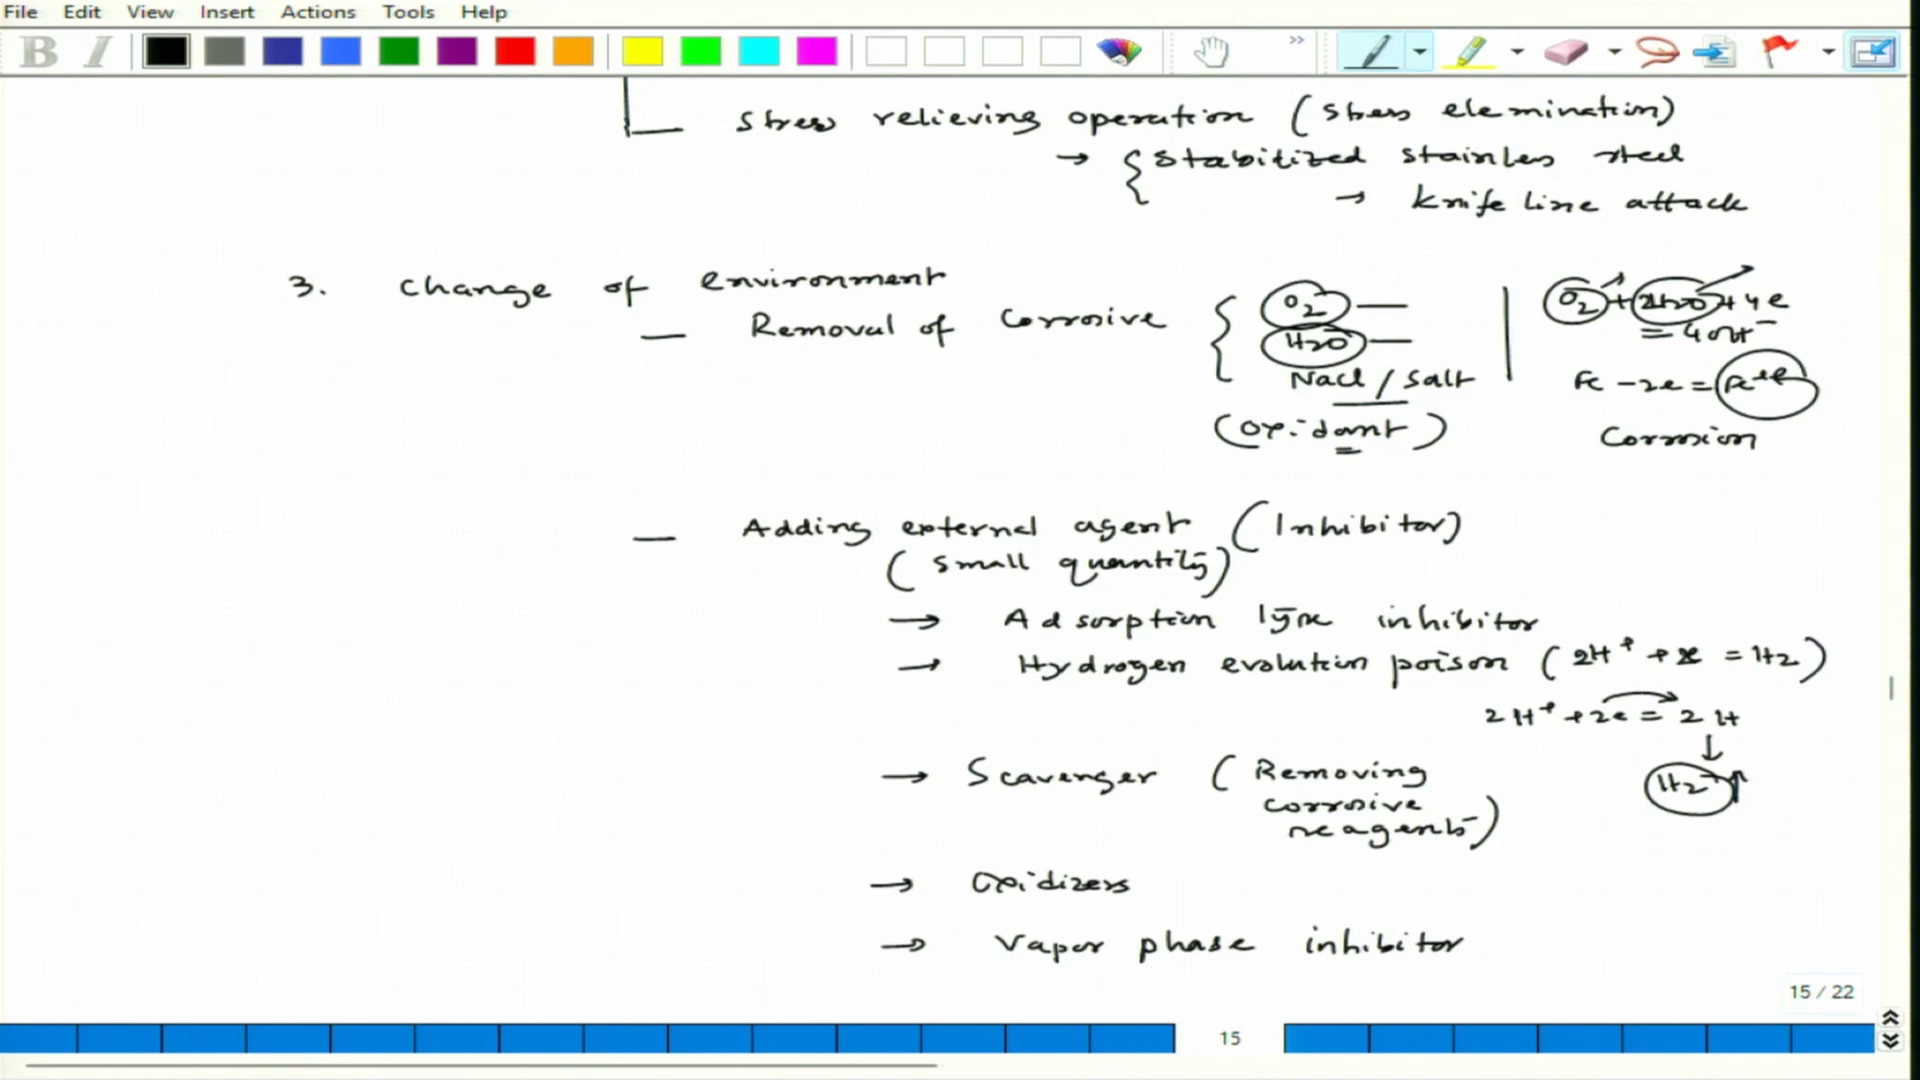 File Edit View Insert Actions Tools Help
B I
Stress relieving operation (Stress elemination)
→ { Stabitized stainless steel
→ knife line attack
3. Change of environment
— Removal of Corrosive { O2 —
H2O —
NaCl / Salt
(Oxidant)
O2 + 2H2O + 4e
= 4OH-
Fe - 2e = Fe++
Corrosion
— Adding external agent (Inhibitor)
(Small quantity)
→ Adsorption Type inhibitor
→ Hydrogen evolution poison (2H+ + = H2)
2H+ + 2e = 2H
↓
H2 ↑
→ Scavenger (Removing
corrosive
reagents)
→ Oxidizers
→ Vapor phase inhibitor
15 / 22
15